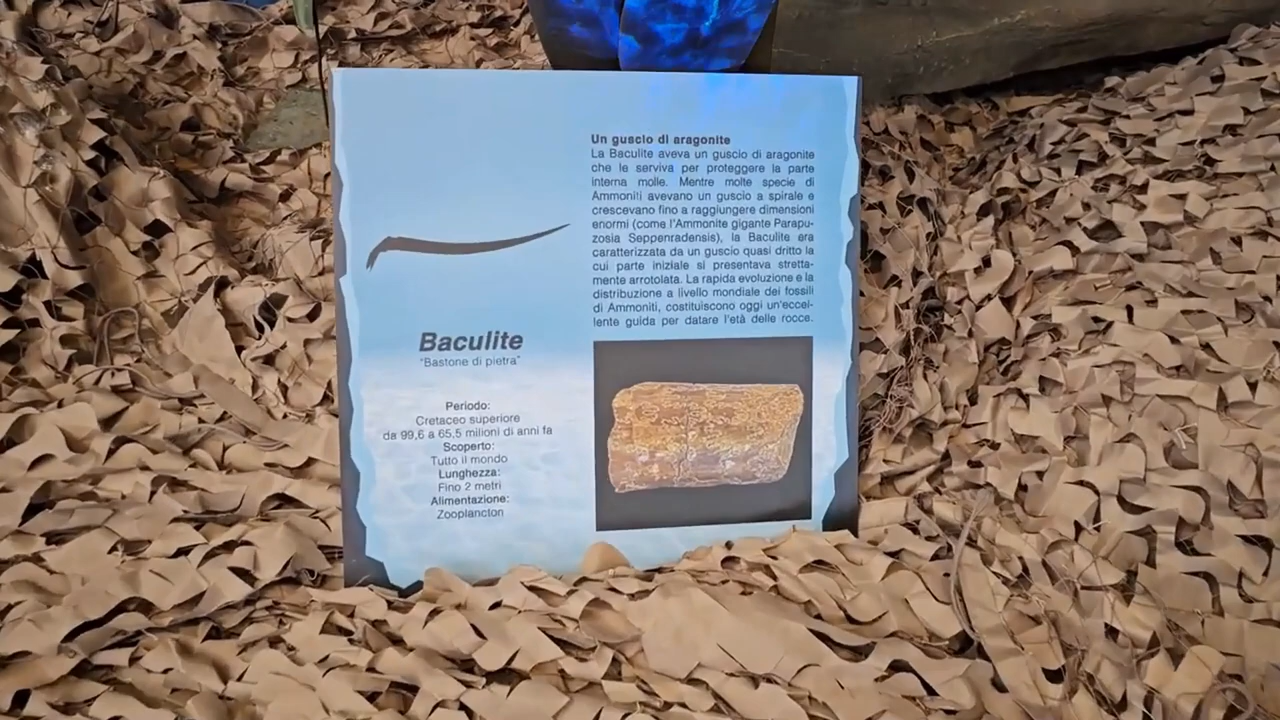 Baculite
"Bastone di pietra"
Periodo:
Cretaceo superiore
da 99,6 a 65,5 milioni di anni fa
Scoperto:
Tutto il mondo
Lunghezza:
Fino 2 metri
Alimentazione:
Zooplancton
Un guscio di aragonite
La Baculite aveva un guscio di aragonite
che le serviva per proteggere la parte
interna molle. Mentre molte specie di
Ammoniti avevano un guscio a spirale e
crescevano fino a raggiungere dimensioni
enormi (come l'Ammonite gigante Parapu-
zosia Seppenradensis), la Baculite era
caratterizzata da un guscio quasi dritto la
cui parte iniziale si presentava stretta-
mente arrotolata. La rapida evoluzione e la
distribuzione a livello mondiale dei fossili
di Ammoniti, costituiscono oggi un'eccel-
lente guida per datare l'età delle rocce.